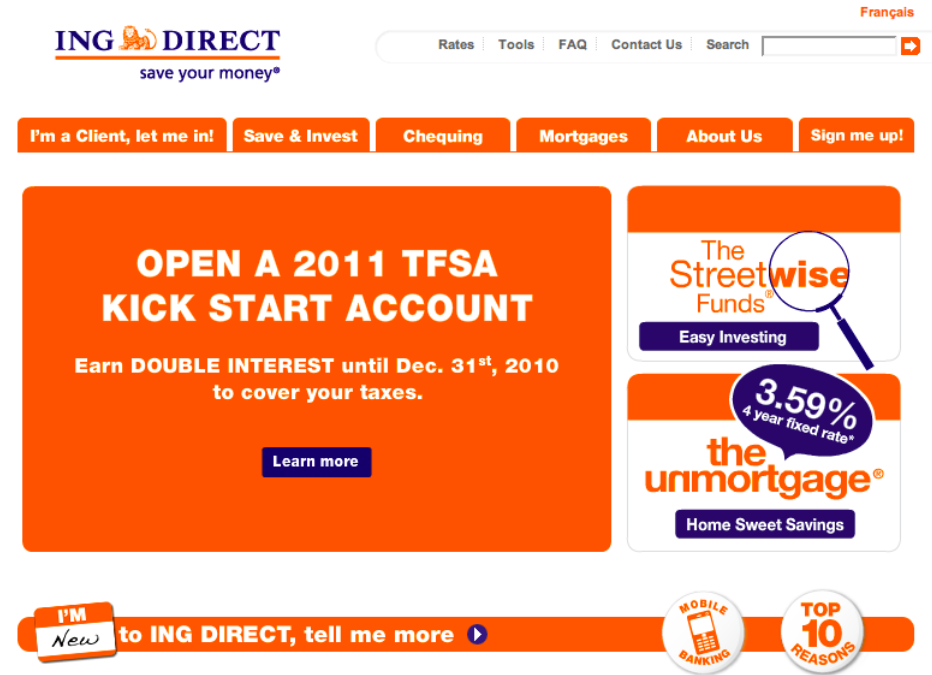 Français
ING DIRECT
save your money®
Rates Tools FAQ Contact Us Search
I'm a Client, let me in! Save & Invest Chequing Mortgages About Us Sign me up!
OPEN A 2011 TFSA
KICK START ACCOUNT
Earn DOUBLE INTEREST until Dec. 31st, 2010
to cover your taxes.
Learn more
The
Streetwise
Funds®
Easy Investing
3.59%
4 year fixed rate*
the
unmortgage®
Home Sweet Savings
I'M
New
to ING DIRECT, tell me more
MOBILE
BANKING
TOP
10
REASONS